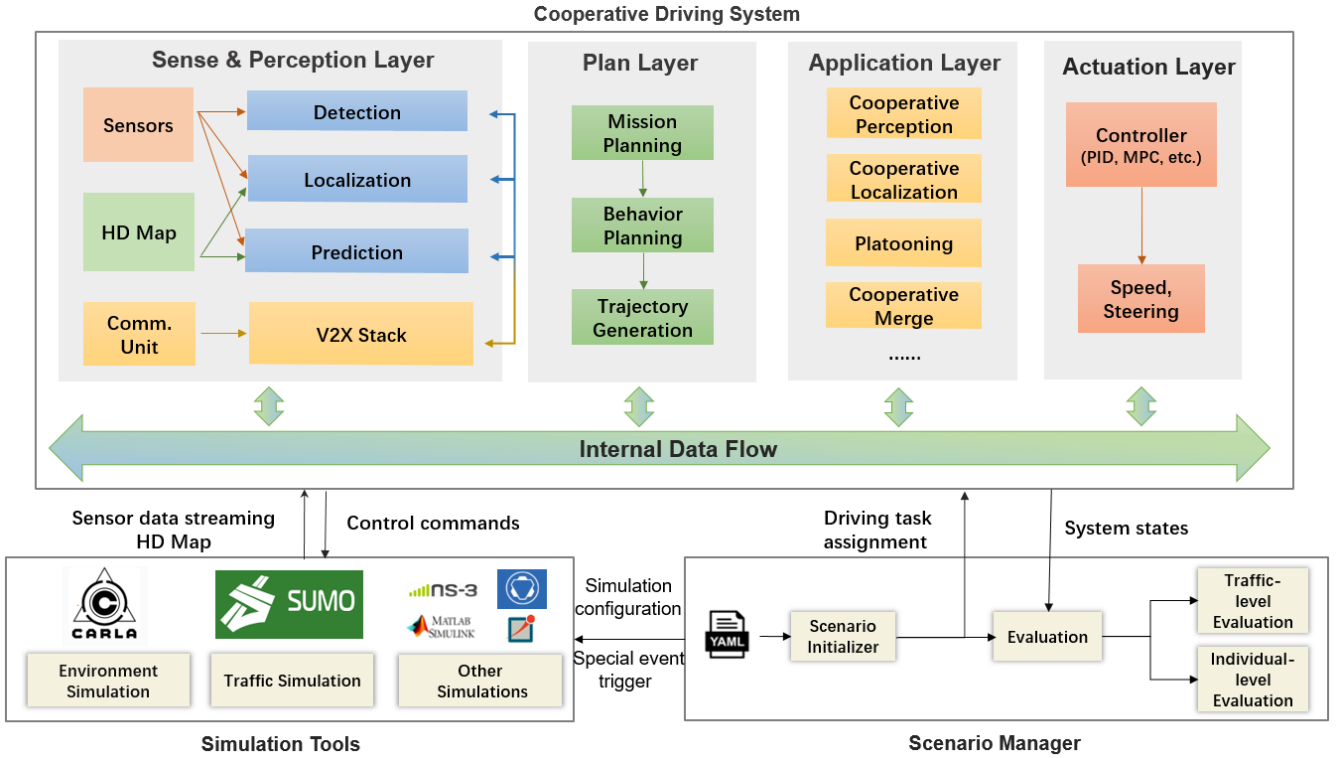 Cooperative Driving System
Sense & Perception Layer
Sensors
HD Map
Comm.
Unit
Detection
Localization
Prediction
V2X Stack
Plan Layer
Mission
Planning
Behavior
Planning
Trajectory
Generation
Application Layer
Cooperative
Perception
Cooperative
Localization
Platooning
Cooperative
Merge
......
Actuation Layer
Controller
(PID, MPC, etc.)
Speed,
Steering
Internal Data Flow
Sensor data streaming
HD Map
Control commands
Driving task
assignment
System states
CARLA
SUMO
ns-3
MATLAB
SIMULINK
Environment
Simulation
Traffic Simulation
Other
Simulations
Simulation Tools
Simulation
configuration
Special event
trigger
YAML
Scenario
Initializer
Evaluation
Traffic-
level
Evaluation
Individual-
level
Evaluation
Scenario Manager